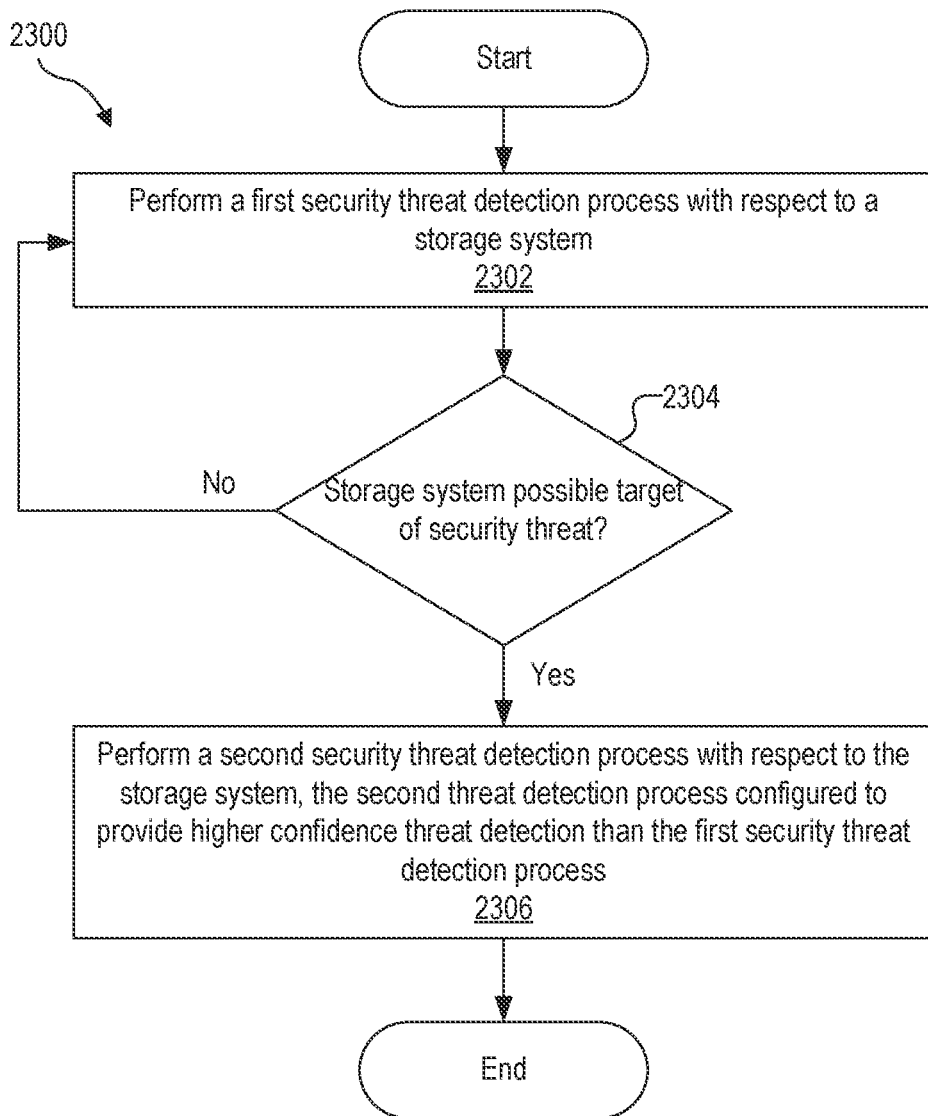 2300
Start
Perform a first security threat detection process with respect to a
storage system
2302
2304
Storage system possible target
of security threat?
No
Yes
Perform a second security threat detection process with respect to the
storage system, the second threat detection process configured to
provide higher confidence threat detection than the first security threat
detection process
2306
End